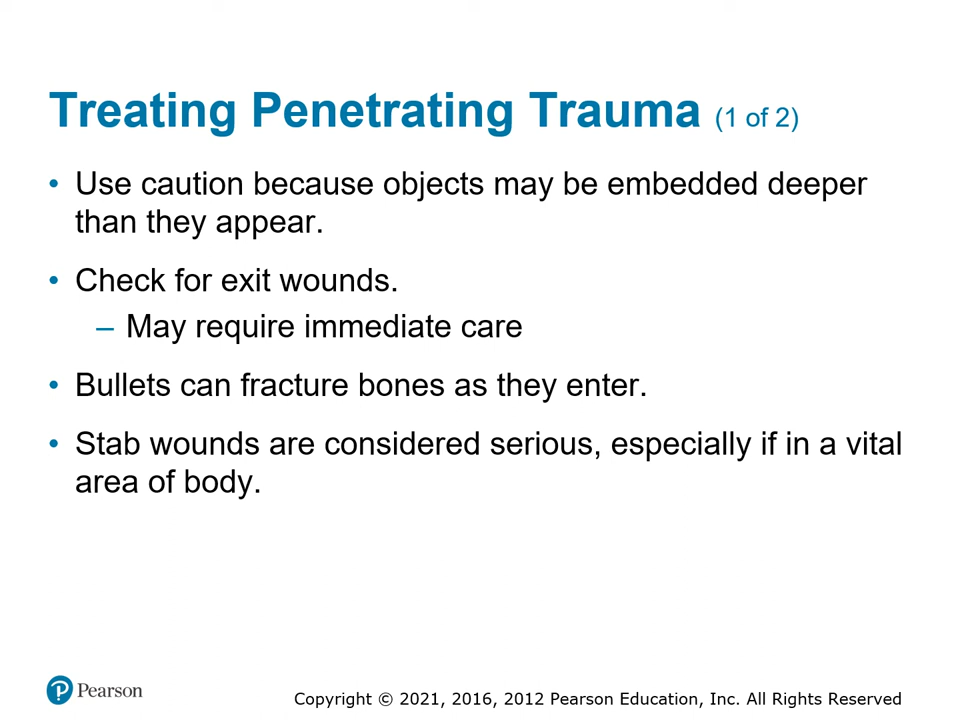 Treating Penetrating Trauma (1 of 2)
• Use caution because objects may be embedded deeper
than they appear.
• Check for exit wounds.
– May require immediate care
• Bullets can fracture bones as they enter.
• Stab wounds are considered serious, especially if in a vital
area of body.
Pearson
Copyright © 2021, 2016, 2012 Pearson Education, Inc. All Rights Reserved